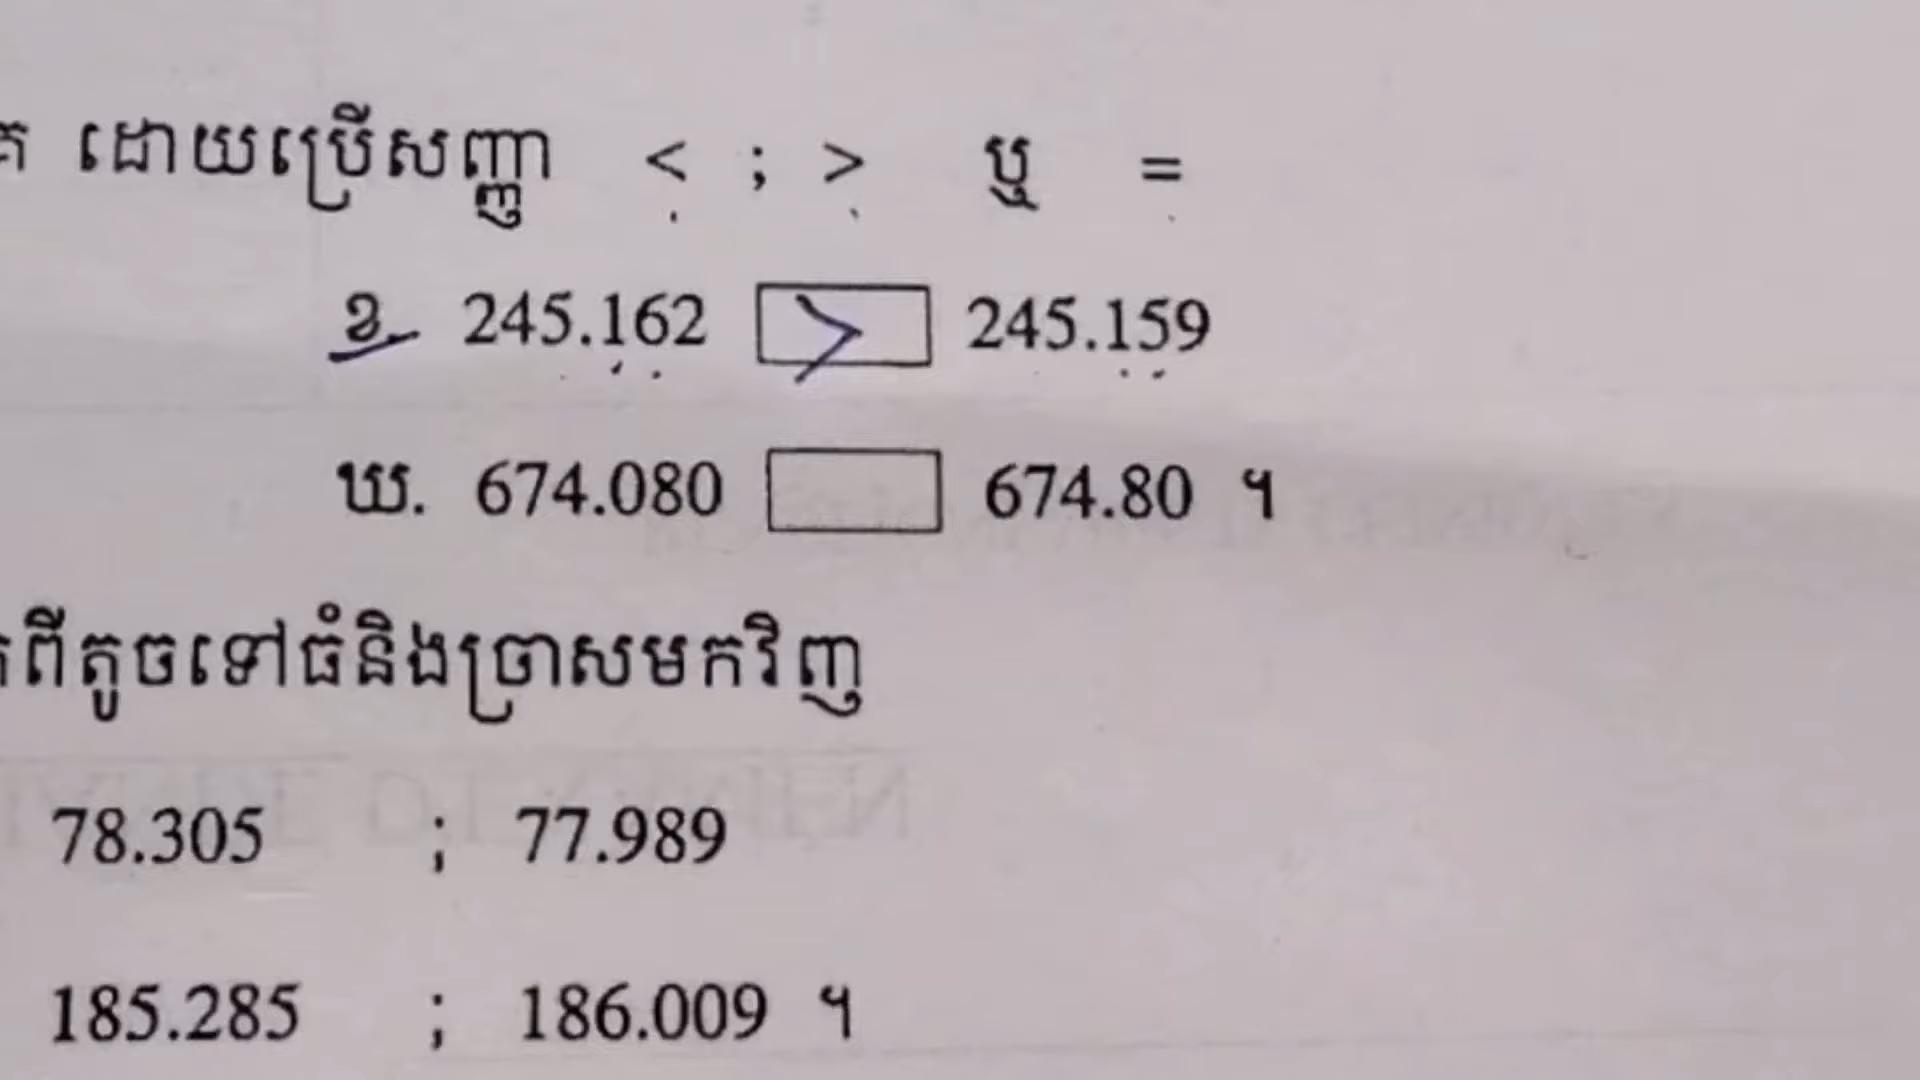 ដោយប្រើសញ្ញា < ; > ឬ =
ខ. 245.162 > 245.159
ឃ. 674.080 674.80 ។
ពីតូចទៅធំនិងច្រាសមកវិញ
78.305 ; 77.989
185.285 ; 186.009 ។